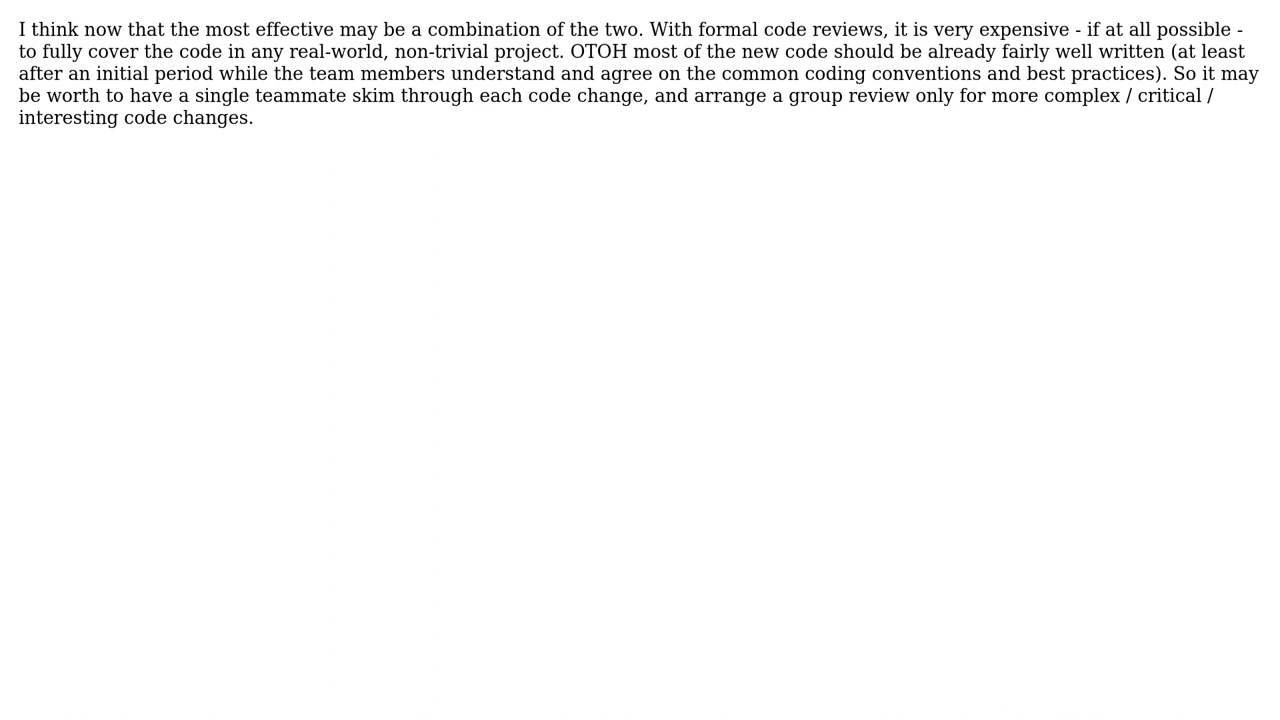 I think now that the most effective may be a combination of the two. With formal code reviews, it is very expensive - if at all possible -
to fully cover the code in any real-world, non-trivial project. OTOH most of the new code should be already fairly well written (at least
after an initial period while the team members understand and agree on the common coding conventions and best practices). So it may
be worth to have a single teammate skim through each code change, and arrange a group review only for more complex / critical /
interesting code changes.